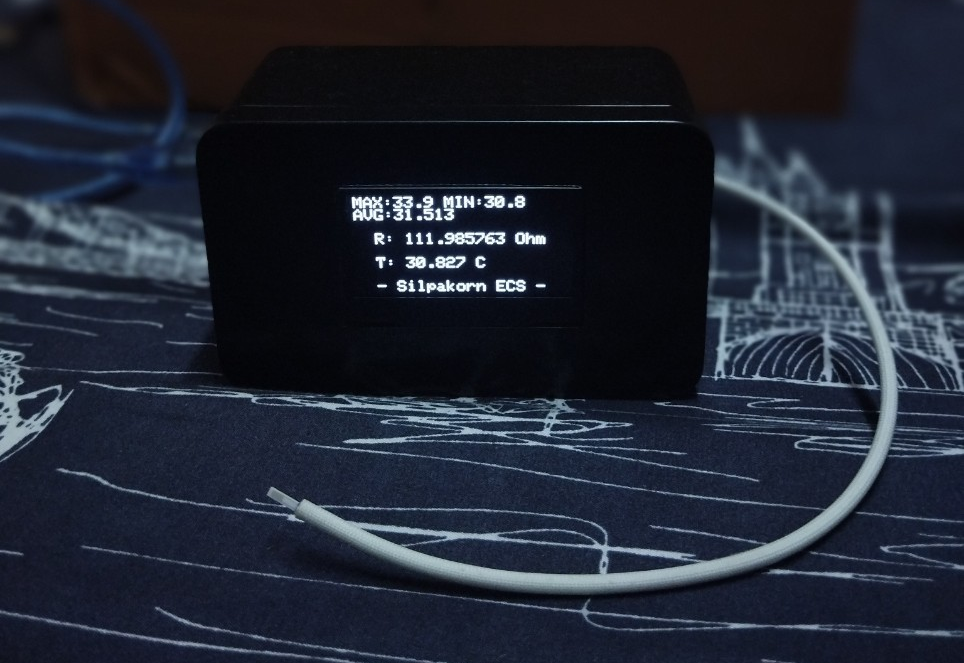 MAX:33.9 MIN:30.8
AVG:31.513
R: 111.985763 Ohm
T: 30.827 C
- Silpakorn ECS -